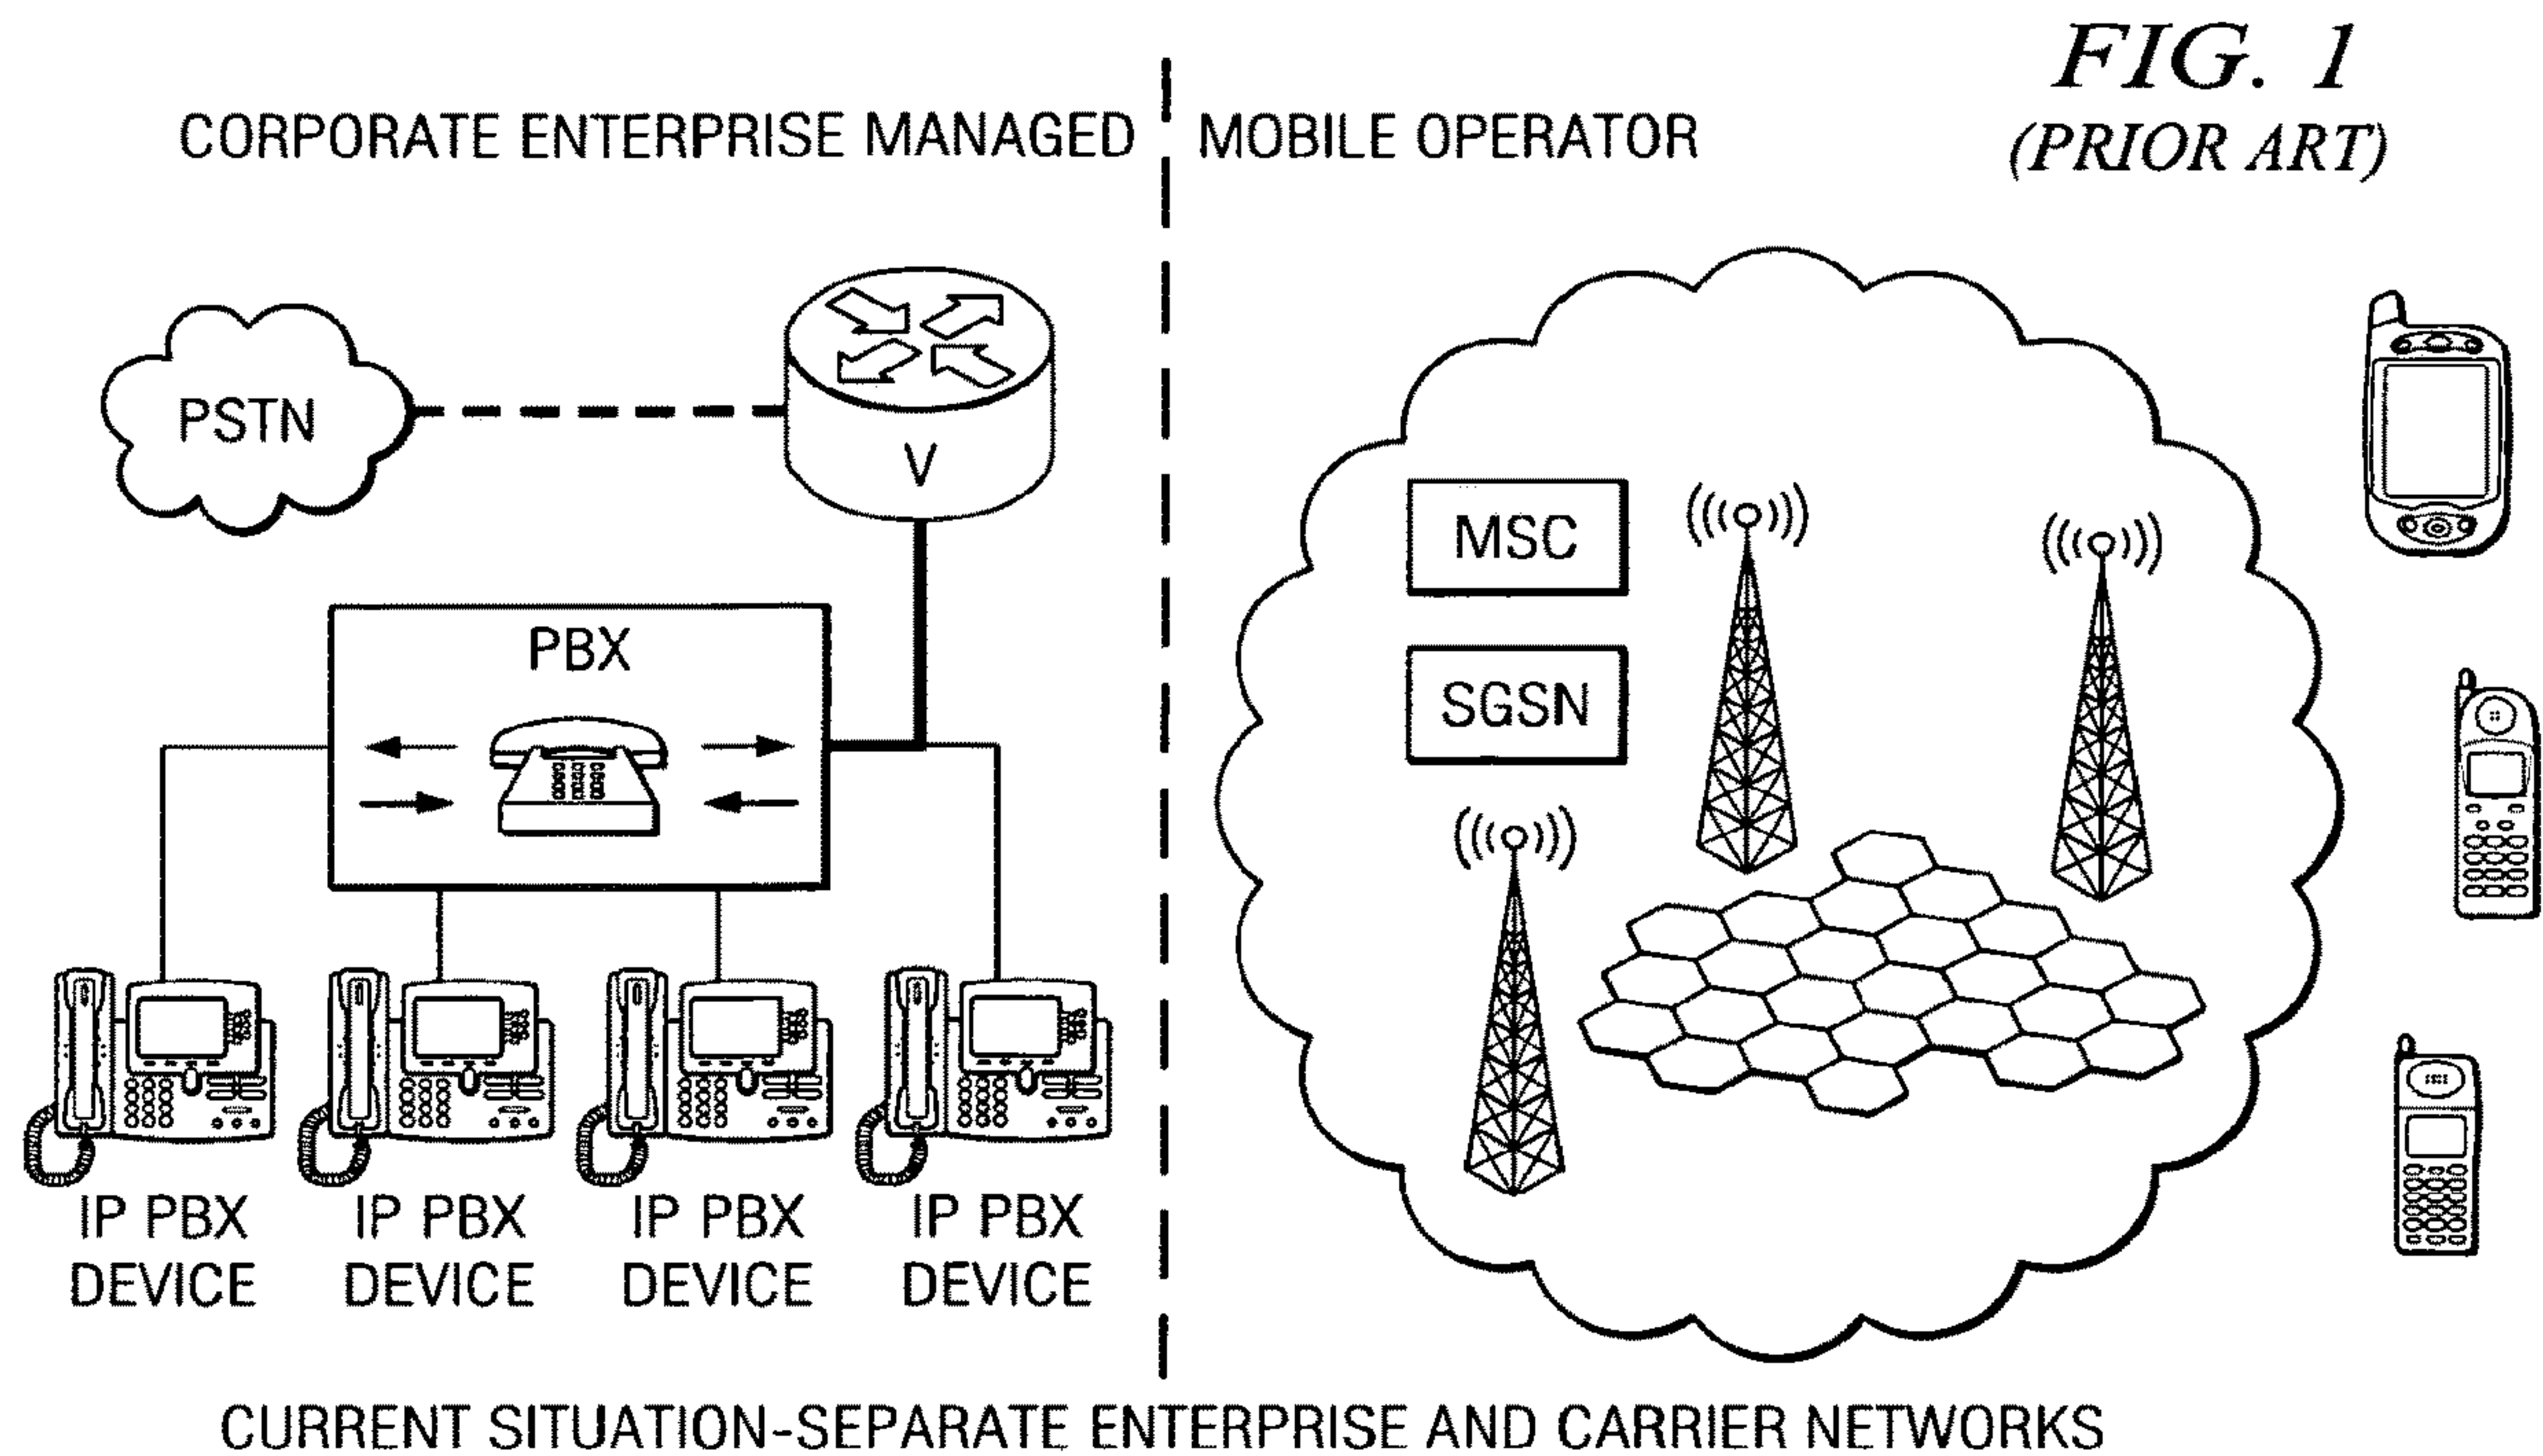 FIG. 1
(PRIOR ART)
CORPORATE ENTERPRISE MANAGED
MOBILE OPERATOR
PSTN
V
MSC
PBX
SGSN
IP PBX
DEVICE
IP PBX
DEVICE
IP PBX
DEVICE
IP PBX
DEVICE
CURRENT SITUATION-SEPARATE ENTERPRISE AND CARRIER NETWORKS